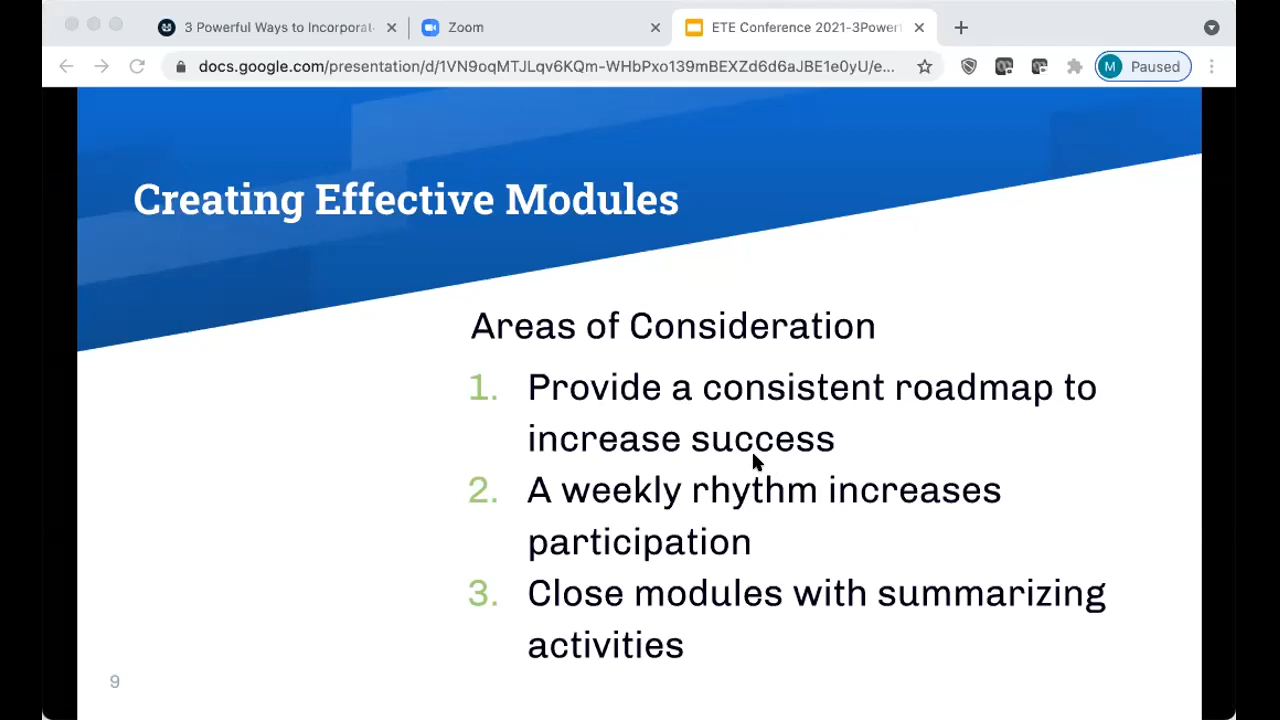 3 Powerful Ways to Incorporat
Zoom
ETE Conference 2021-3Powerf
docs.google.com/presentation/d/1VN9oqMTJLqv6KQm-WHbPxo139mBEXZd6d6aJBE1e0yU/e...
M Paused
Creating Effective Modules
Areas of Consideration
1. Provide a consistent roadmap to
increase success
2. A weekly rhythm increases
participation
3. Close modules with summarizing
activities
9